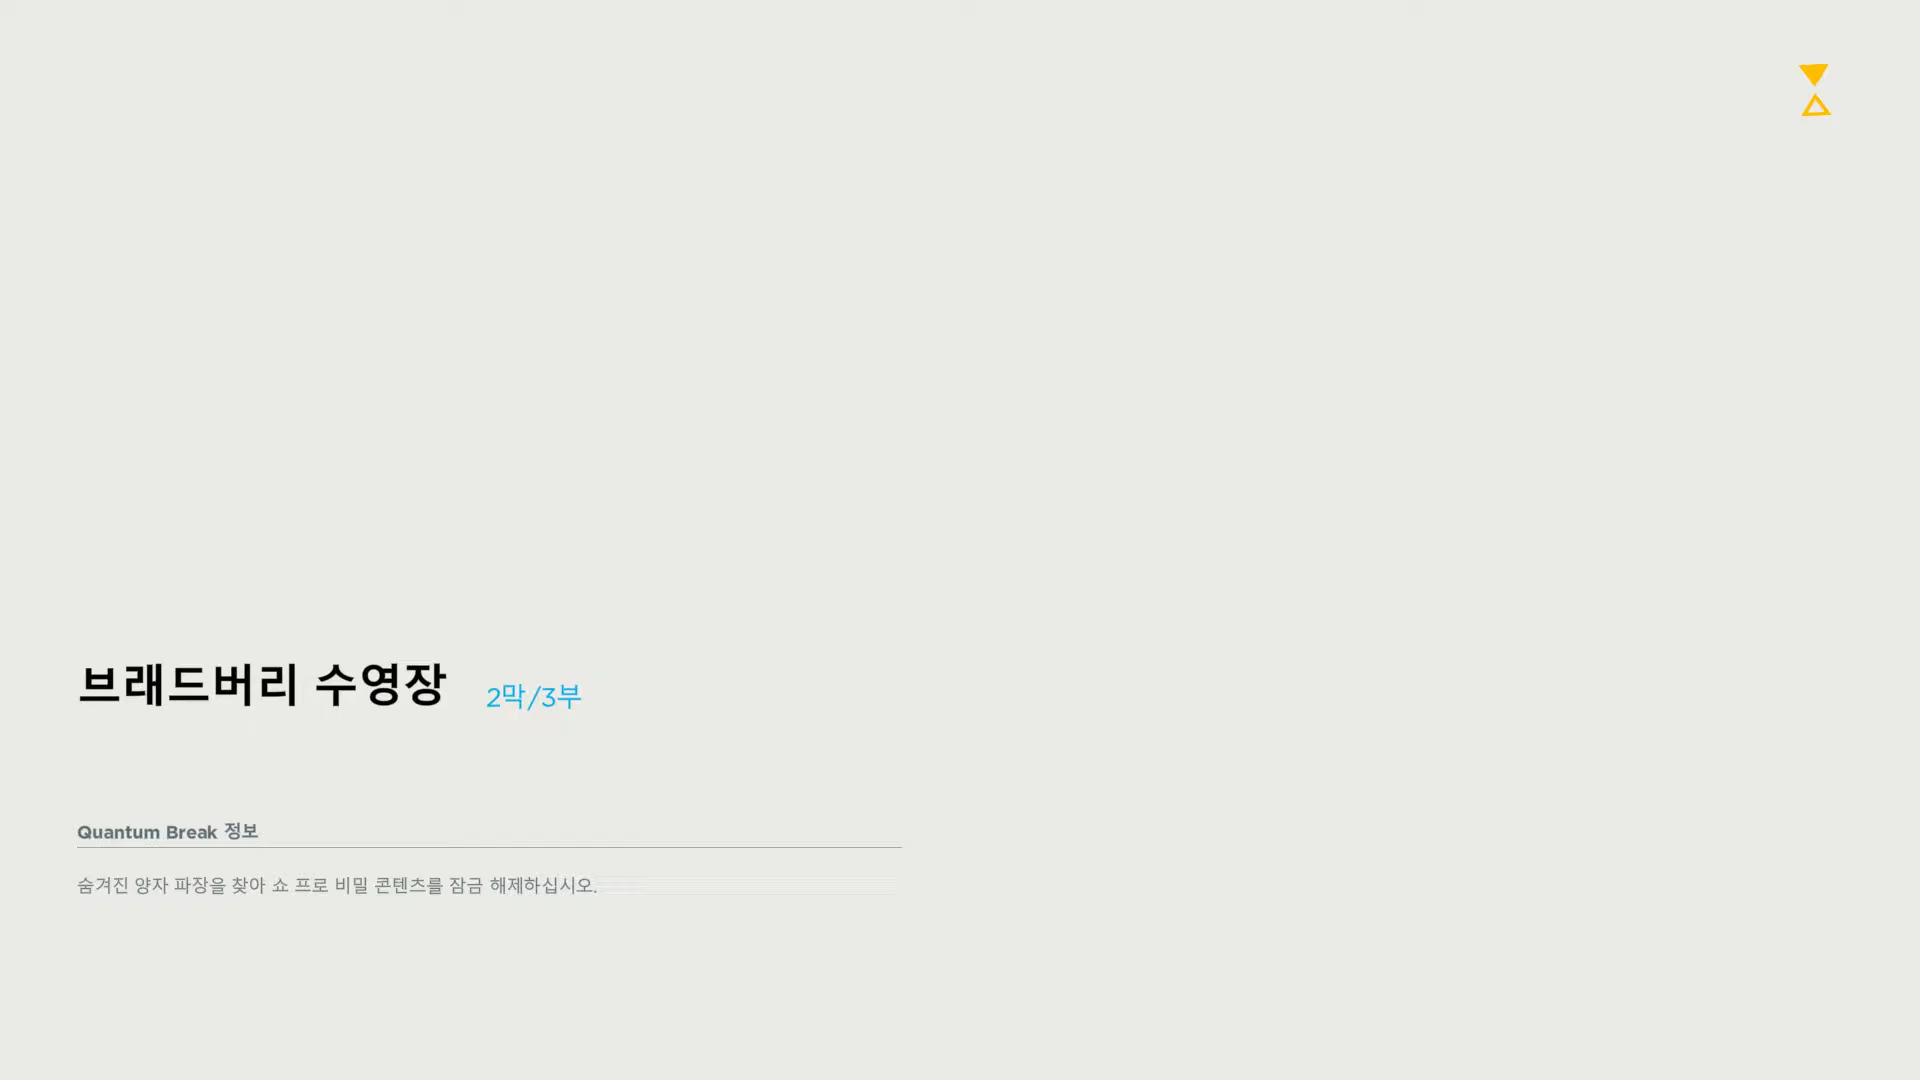 브래드버리 수영장 2막/3부
Quantum Break 정보
숨겨진 양자 파장을 찾아 쇼 프로 비밀 콘텐츠를 잠금 해제하십시오.